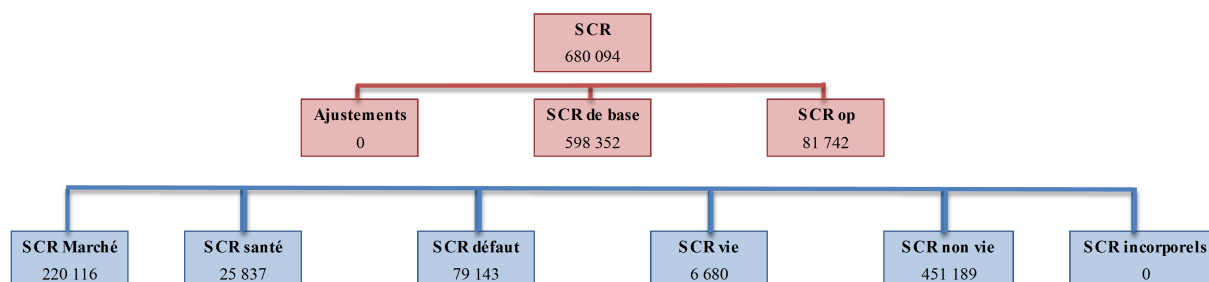 SCR
680 094
Ajustements
0
SCR de base
598 352
SCR op
81 742
SCR Marché
220 116
SCR santé
25 837
SCR défaut
79 143
SCR vie
6 680
SCR non vie
451 189
SCR incorporels
0